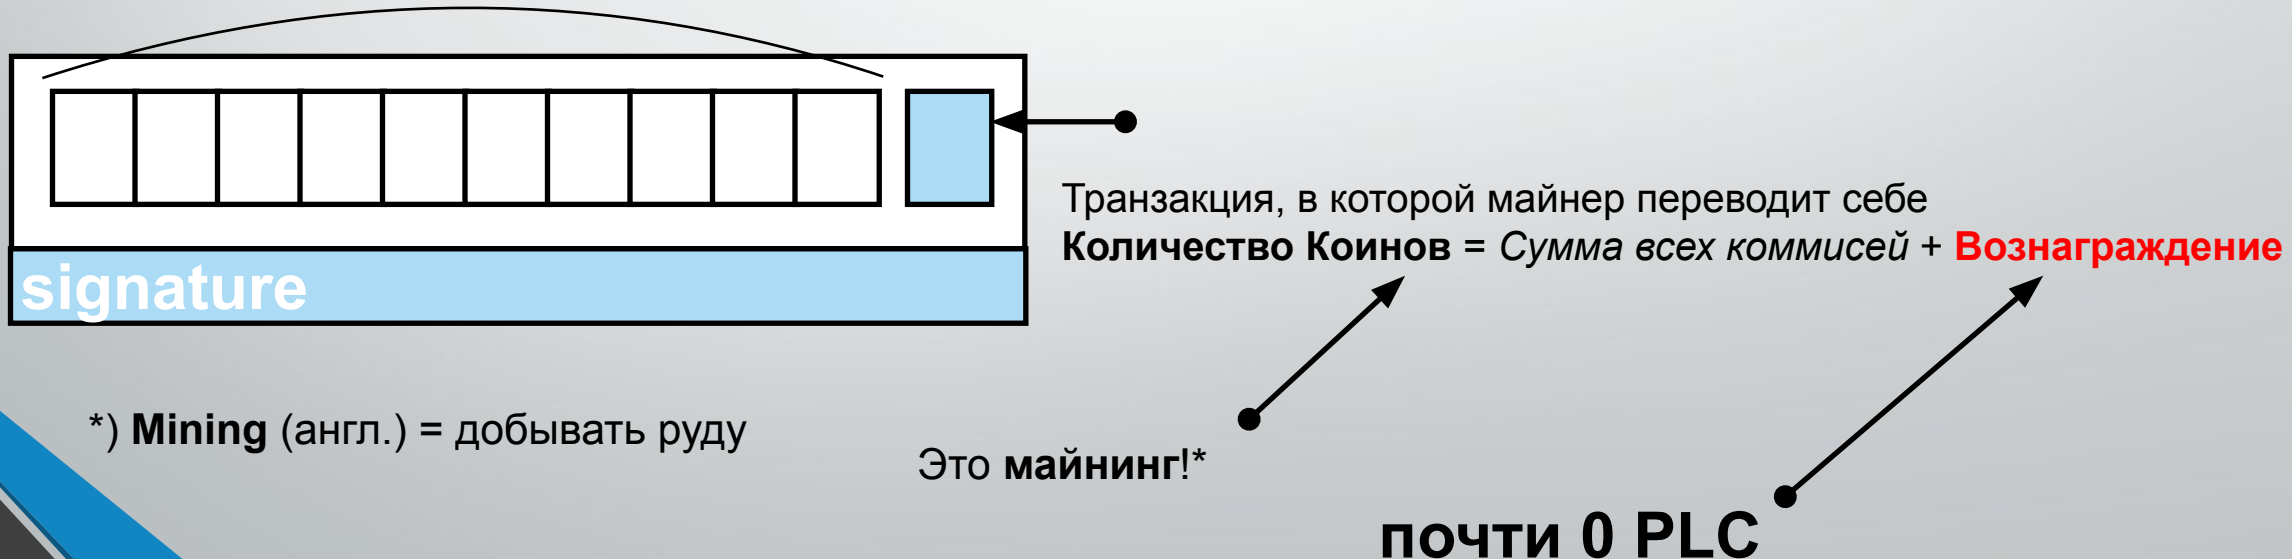 signature
Транзакция, в которой майнер переводит себе
Количество Коинов = Сумма всех коммисей + Вознаграждение
*) Mining (англ.) = добывать руду
Это майнинг!*
почти 0 PLC